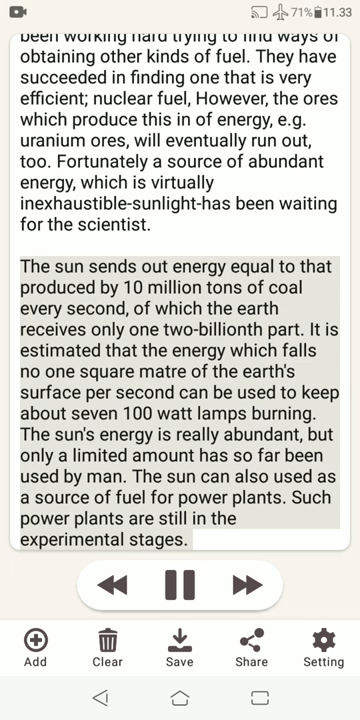 71% 11.33
been working hard trying to find ways of
obtaining other kinds of fuel. They have
succeeded in finding one that is very
efficient; nuclear fuel, However, the ores
which produce this in of energy, e.g.
uranium ores, will eventually run out,
too. Fortunately a source of abundant
energy, which is virtually
inexhaustible-sunlight-has been waiting
for the scientist.
The sun sends out energy equal to that
produced by 10 million tons of coal
every second, of which the earth
receives only one two-billionth part. It is
estimated that the energy which falls
no one square matre of the earth's
surface per second can be used to keep
about seven 100 watt lamps burning.
The sun's energy is really abundant, but
only a limited amount has so far been
used by man. The sun can also used as
a source of fuel for power plants. Such
power plants are still in the
experimental stages.
Add Clear Save Share Setting